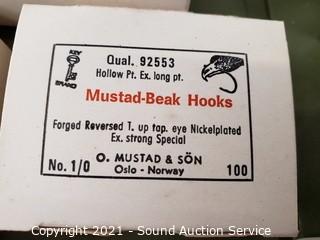 KEY
BRAND
Qual. 92553
Hollow Pt. Ex. long pt.
Mustad-Beak Hooks
Forged Reversed T. up tap. eye Nickelplated
Ex. strong Special
No. 1/0
O. MUSTAD & SÖN
Oslo - Norway
100
Copyright 2021 - Sound Auction Service